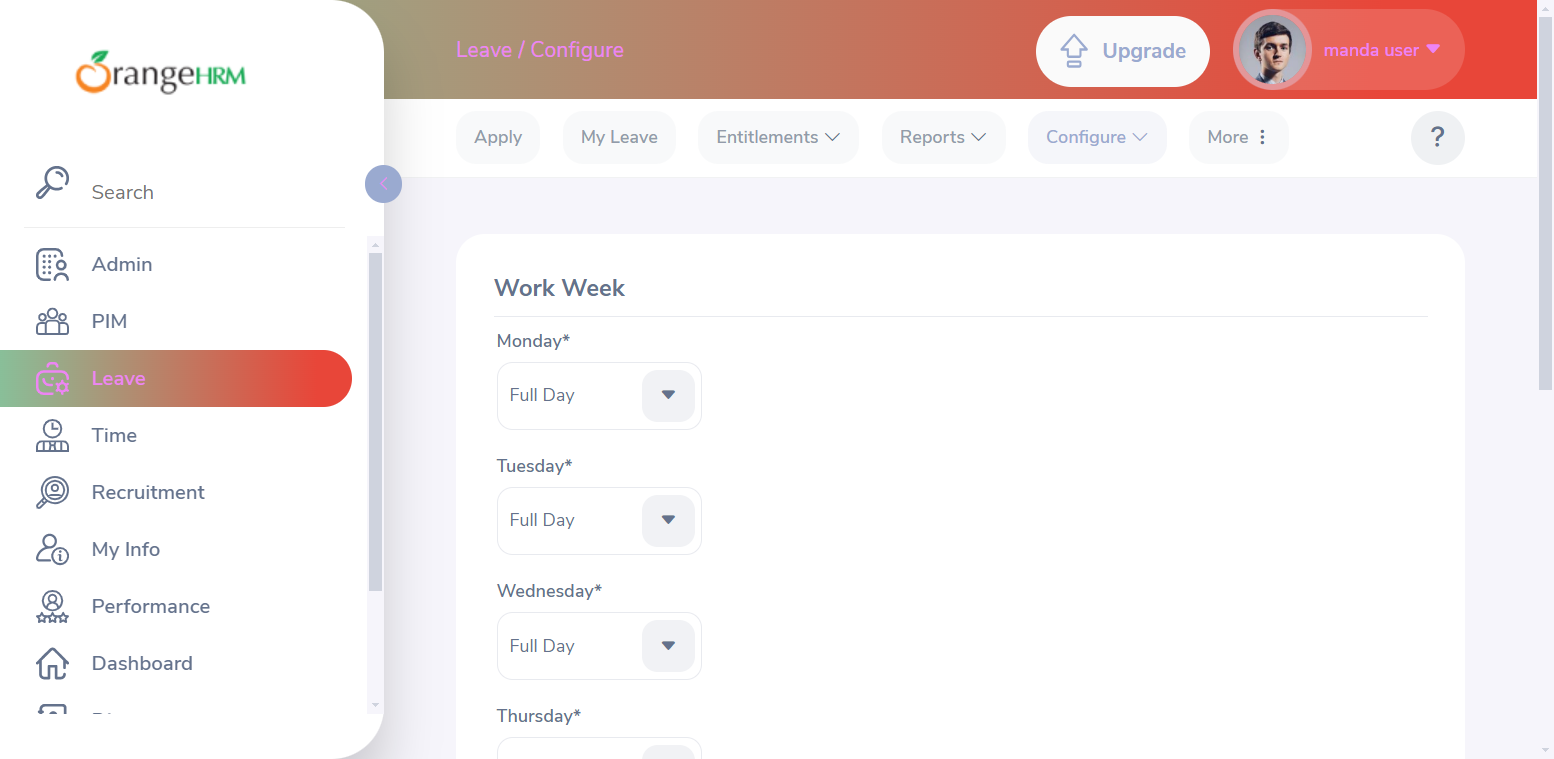 OrangeHRM
Leave / Configure
Upgrade
manda user
Apply
My Leave
Entitlements
Reports
Configure
More
?
Search
Admin
PIM
Leave
Time
Recruitment
My Info
Performance
Dashboard
Work Week
Monday*
Full Day
Tuesday*
Full Day
Wednesday*
Full Day
Thursday*